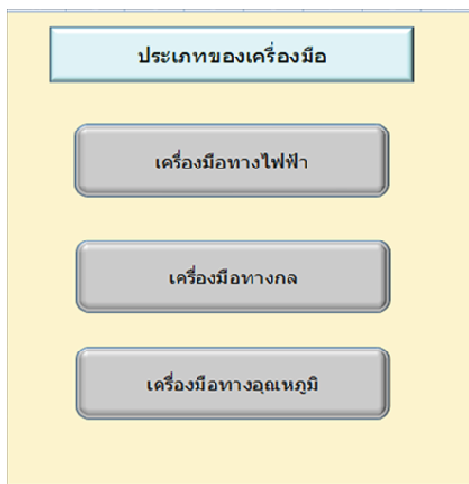 ประเภทของเครื่องมือ
เครื่องมือทางไฟฟ้า
เครื่องมือทางกล
เครื่องมือทางอุณหภูมิ